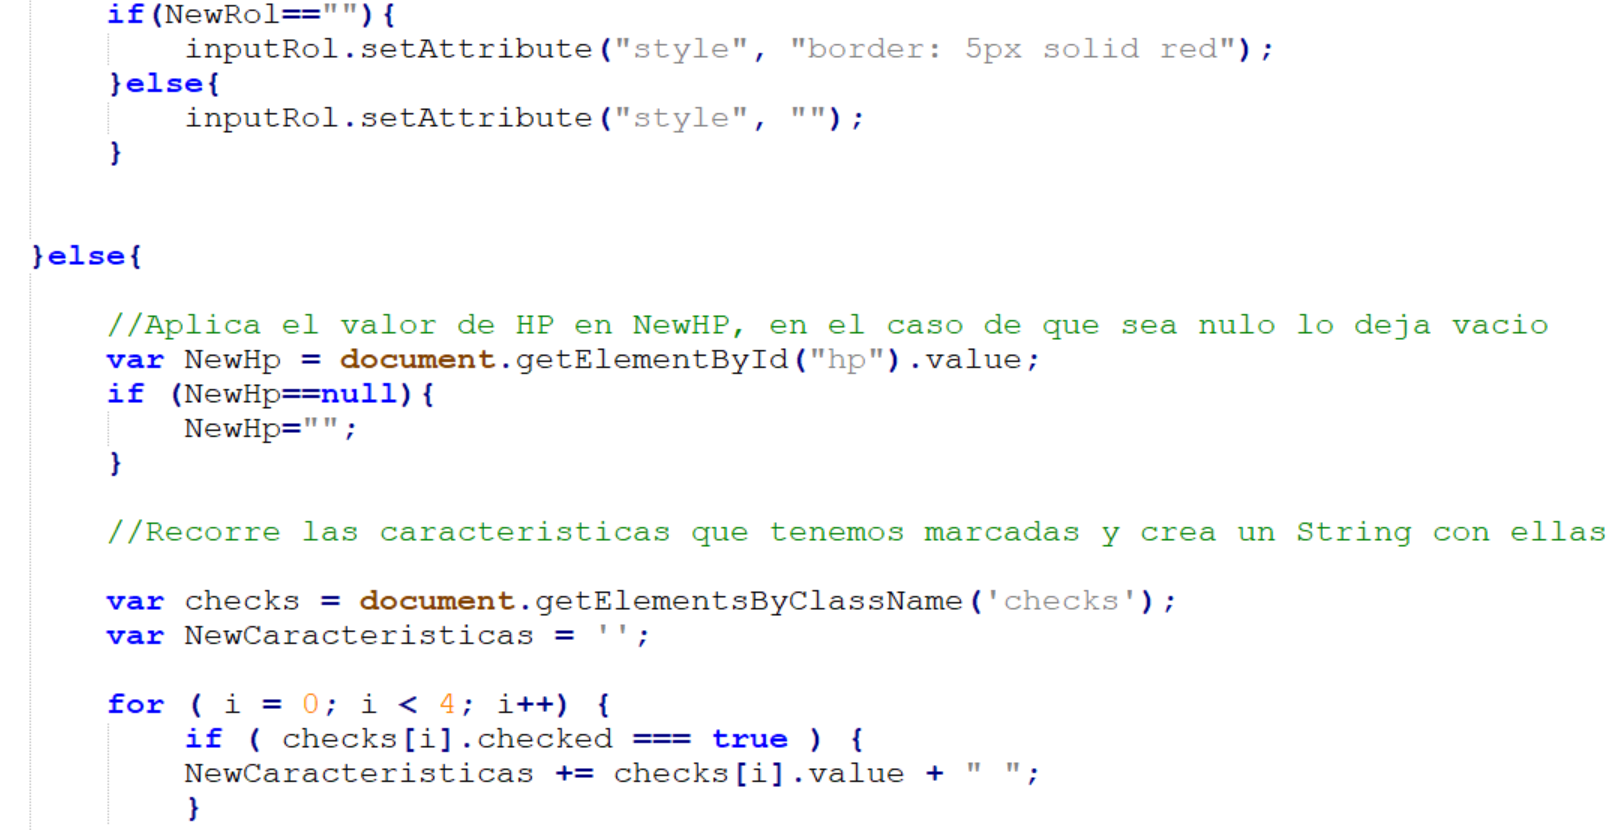 if(NewRol==""){
inputRol.setAttribute("style", "border: 5px solid red");
}else{
inputRol.setAttribute("style", "");
}
}else{
//Aplica el valor de HP en NewHP, en el caso de que sea nulo lo deja vacio
var NewHp = document.getElementById("hp").value;
if (NewHp==null){
NewHp="";
}
//Recorre las caracteristicas que tenemos marcadas y crea un String con ellas
var checks = document.getElementsByClassName('checks');
var NewCaracteristicas = '';
for ( i = 0; i < 4; i++) {
if ( checks[i].checked === true ) {
NewCaracteristicas += checks[i].value + " ";
}